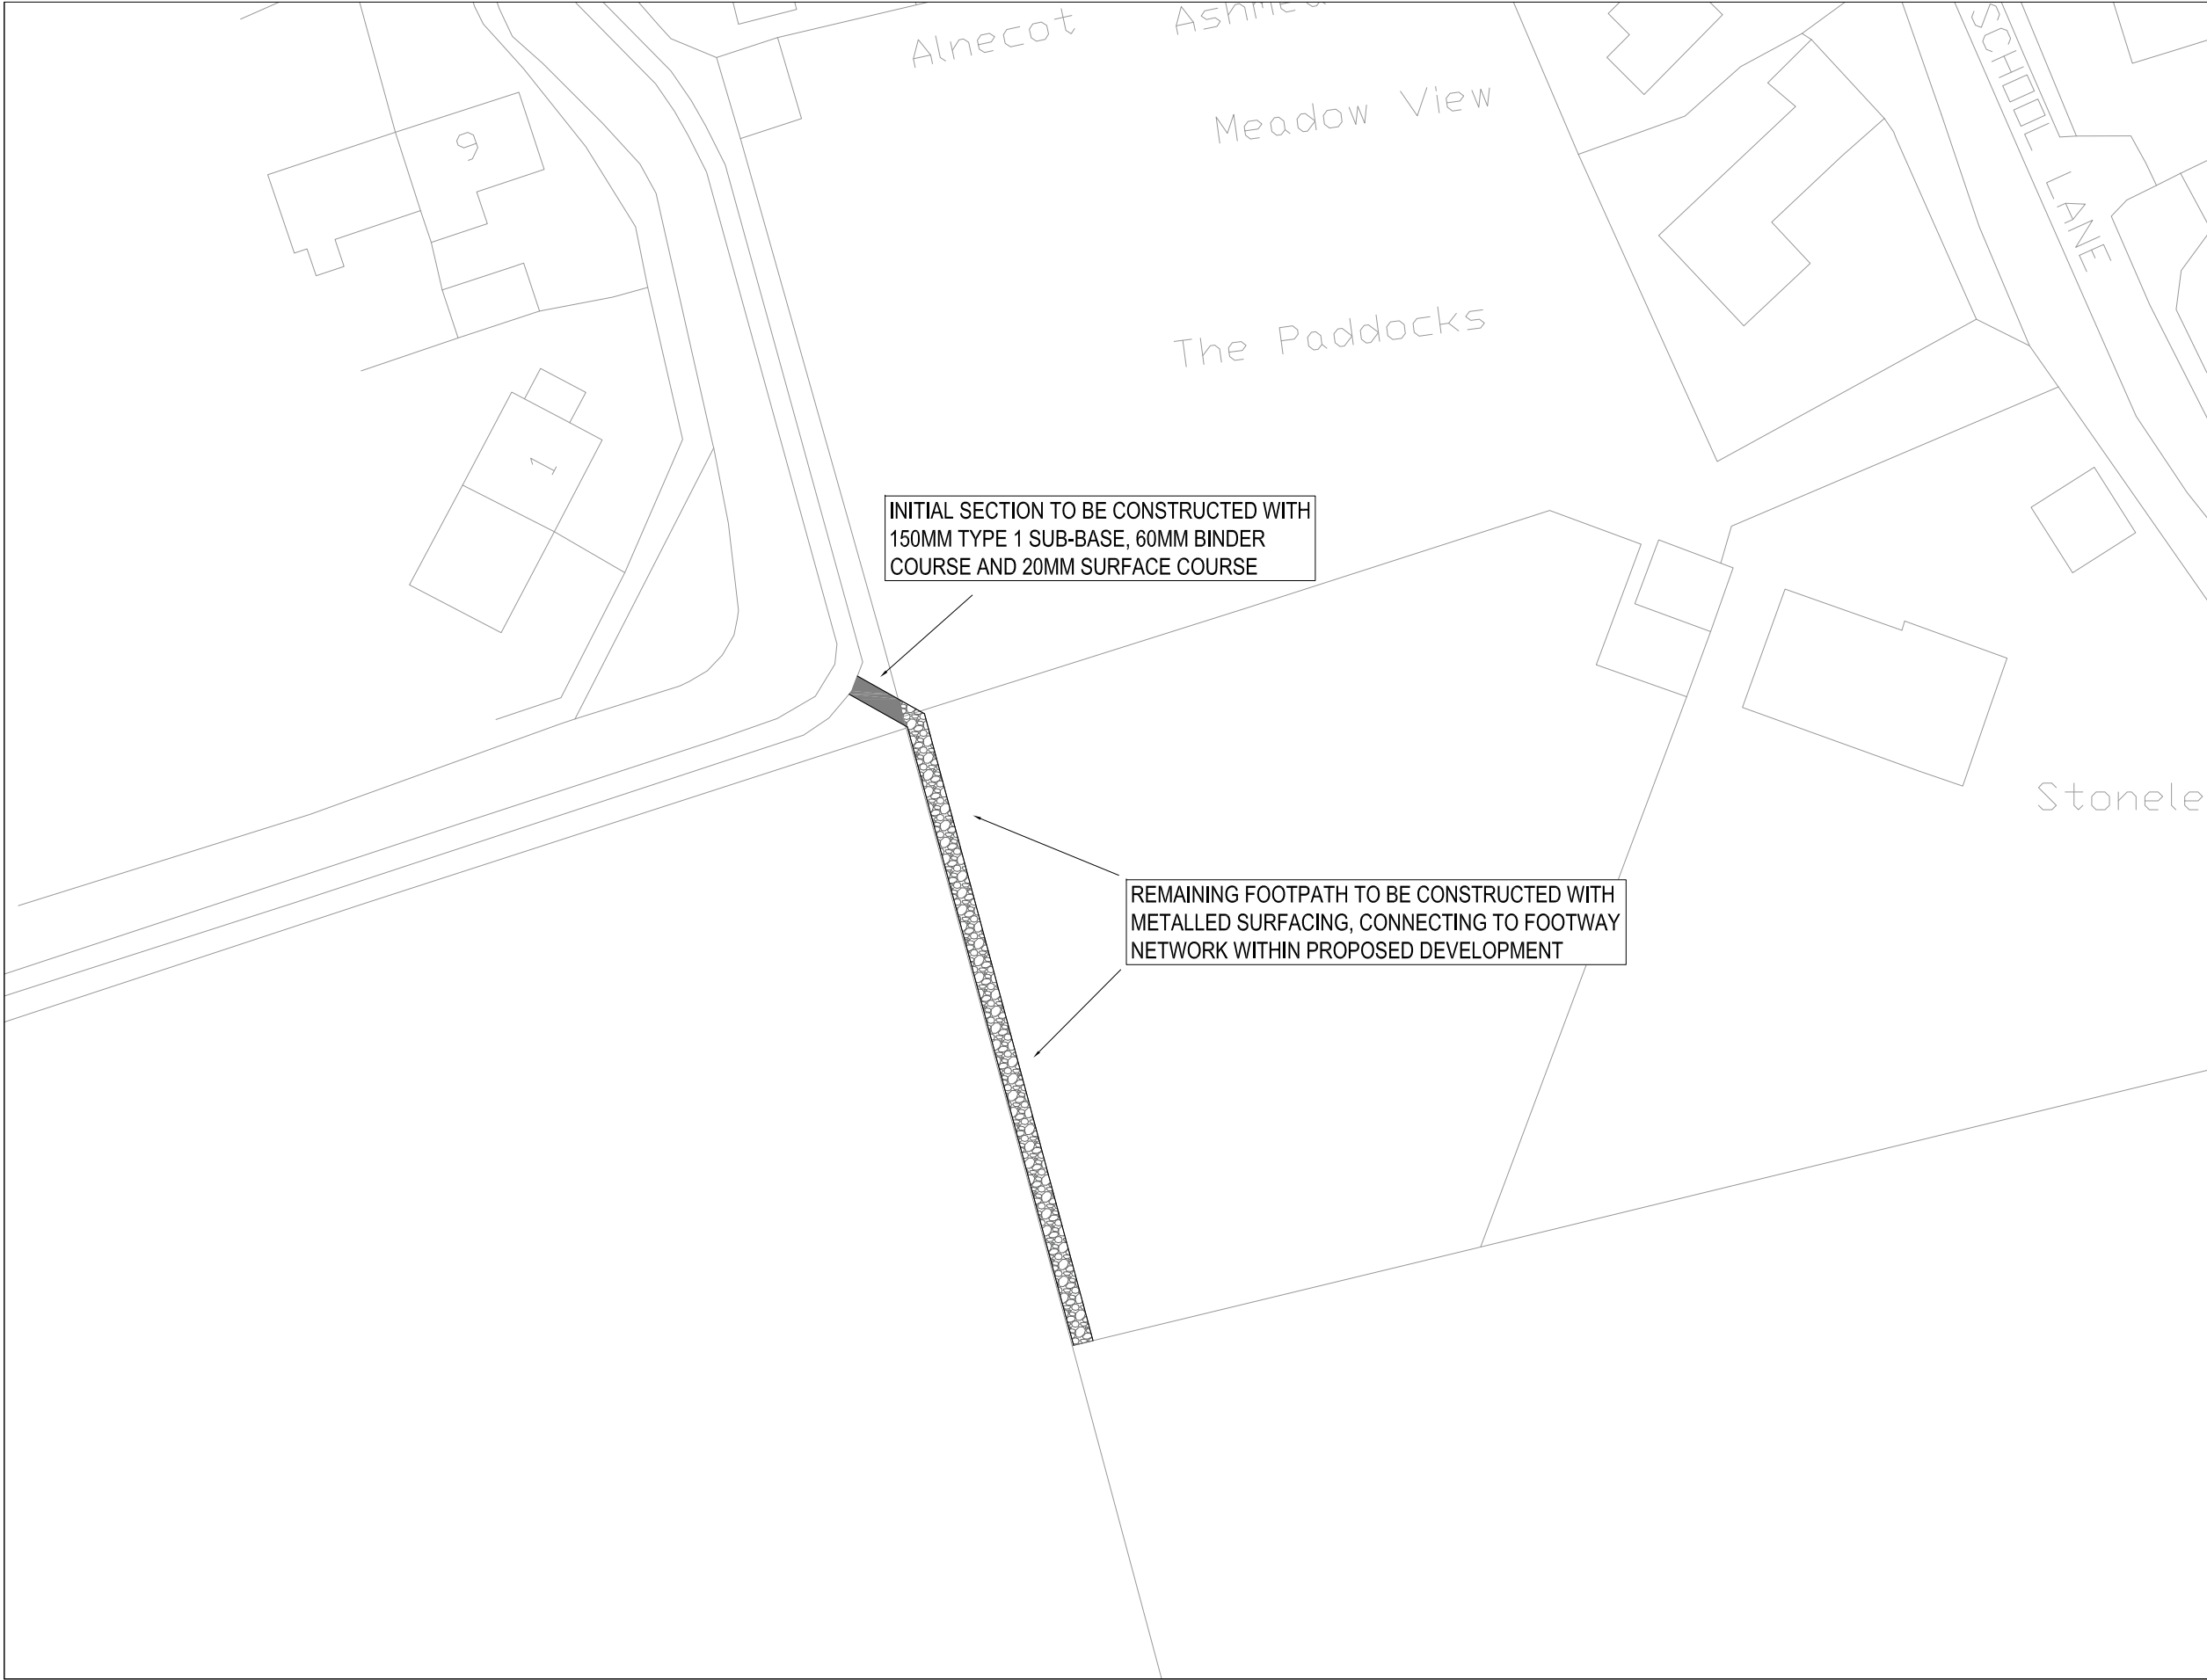 Alnecot
Meadow View
SCHOOL LANE
9
The Paddocks
1
INITIAL SECTION TO BE CONSTRUCTED WITH
150MM TYPE 1 SUB-BASE, 60MM BINDER
COURSE AND 20MM SURFACE COURSE
Stonele
REMAINING FOOTPATH TO BE CONSTRUCTED WITH
METALLED SURFACING, CONNECTING TO FOOTWAY
NETWORK WITHIN PROPOSED DEVELOPMENT